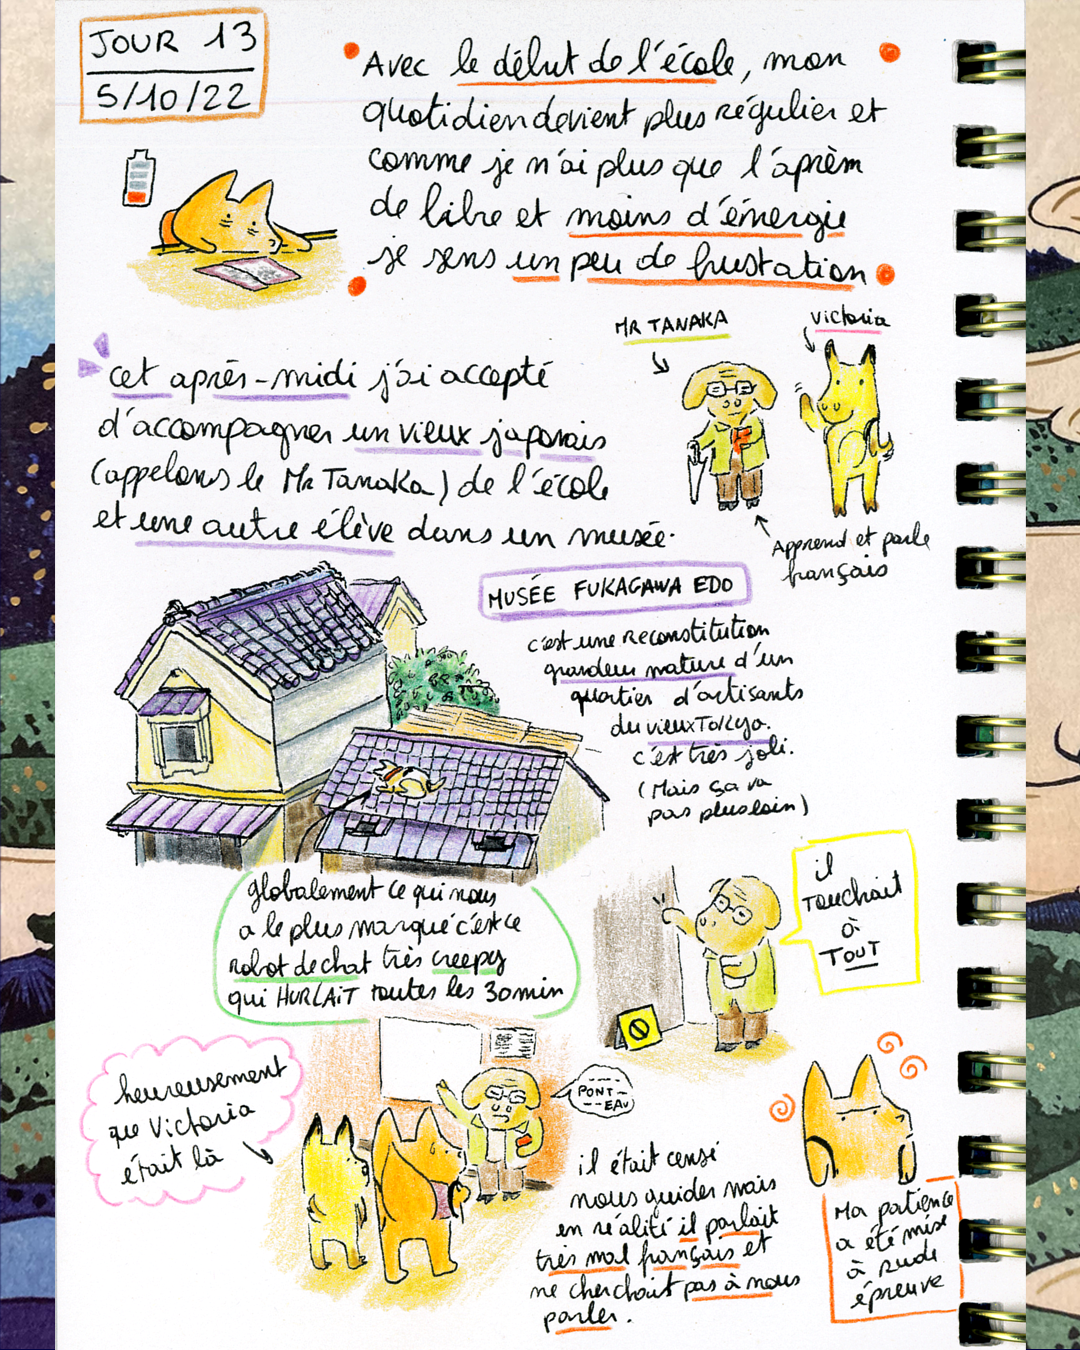 JOUR 13
5/10/22
Avec le début de l'école, mon
quotidien devient plus régulier et
comme je n'ai plus que l'aprèm
de libre et moins d'énergie
je sens un peu de frustation
MR TANAKA
Victoria
cet après-midi j'ai accepté
d'accompagner un vieux japonais
(appelons le Mr Tanaka) de l'école
et une autre élève dans un musée.
Apprend et parle
français
MUSÉE FUKAGAWA EDO
c'est une reconstitution
grandeur nature d'un
quartier d'artisants
du vieux Tokyo.
c'est très joli.
(Mais ça va
pas plus loin)
il
Touchait
à
TOUT
globalement ce qui nous
a le plus marqué c'est ce
robot de chat très creepy
qui HURLAIT toutes les 30 min
heureusement
que Victoria
était là
PONT-
EAU
il était censé
nous guider mais
en réalité il parlait
très mal français et
ne cherchait pas à nous
parler.
Ma patience
a été mise
à rude
épreuve